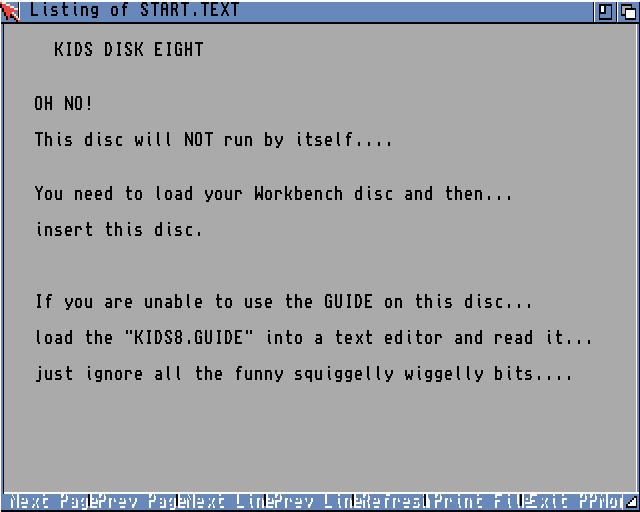 Listing of START.TEXT
KIDS DISK EIGHT
OH NO!
This disc will NOT run by itself....
You need to load your Workbench disc and then...
insert this disc.
If you are unable to use the GUIDE on this disc...
load the "KIDS8.GUIDE" into a text editor and read it...
just ignore all the funny squiggelly wiggelly bits....
Next Page Prev Page Next Line Prev Line Refresh Print File Exit PPMor